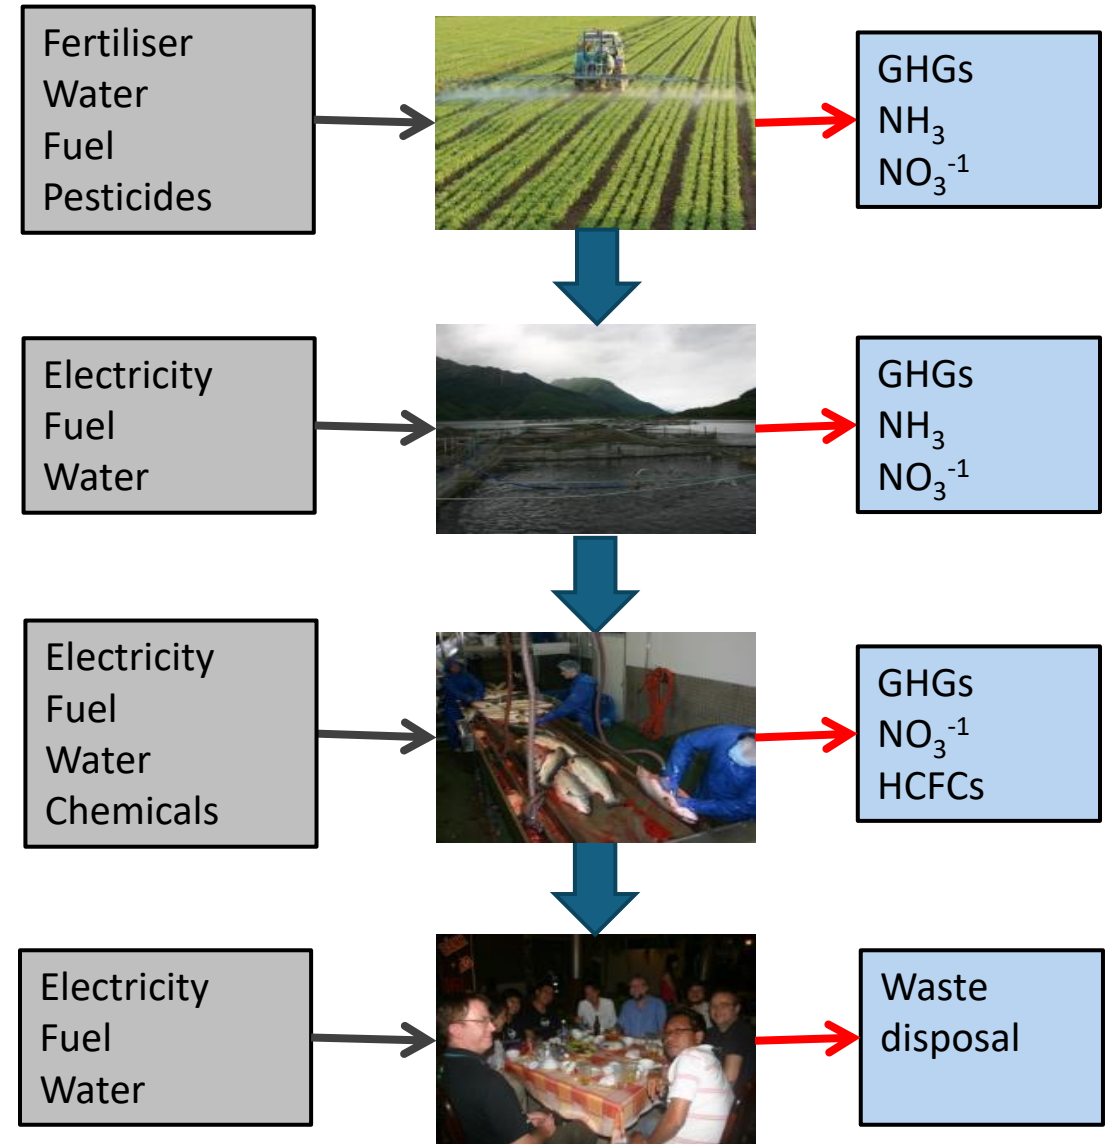 Fertiliser
Water
Fuel
Pesticides
GHGs
NH₃
NO₃⁻¹
Electricity
Fuel
Water
GHGs
NH₃
NO₃⁻¹
Electricity
Fuel
Water
Chemicals
GHGs
NO₃⁻¹
HCFCs
Electricity
Fuel
Water
Waste
disposal